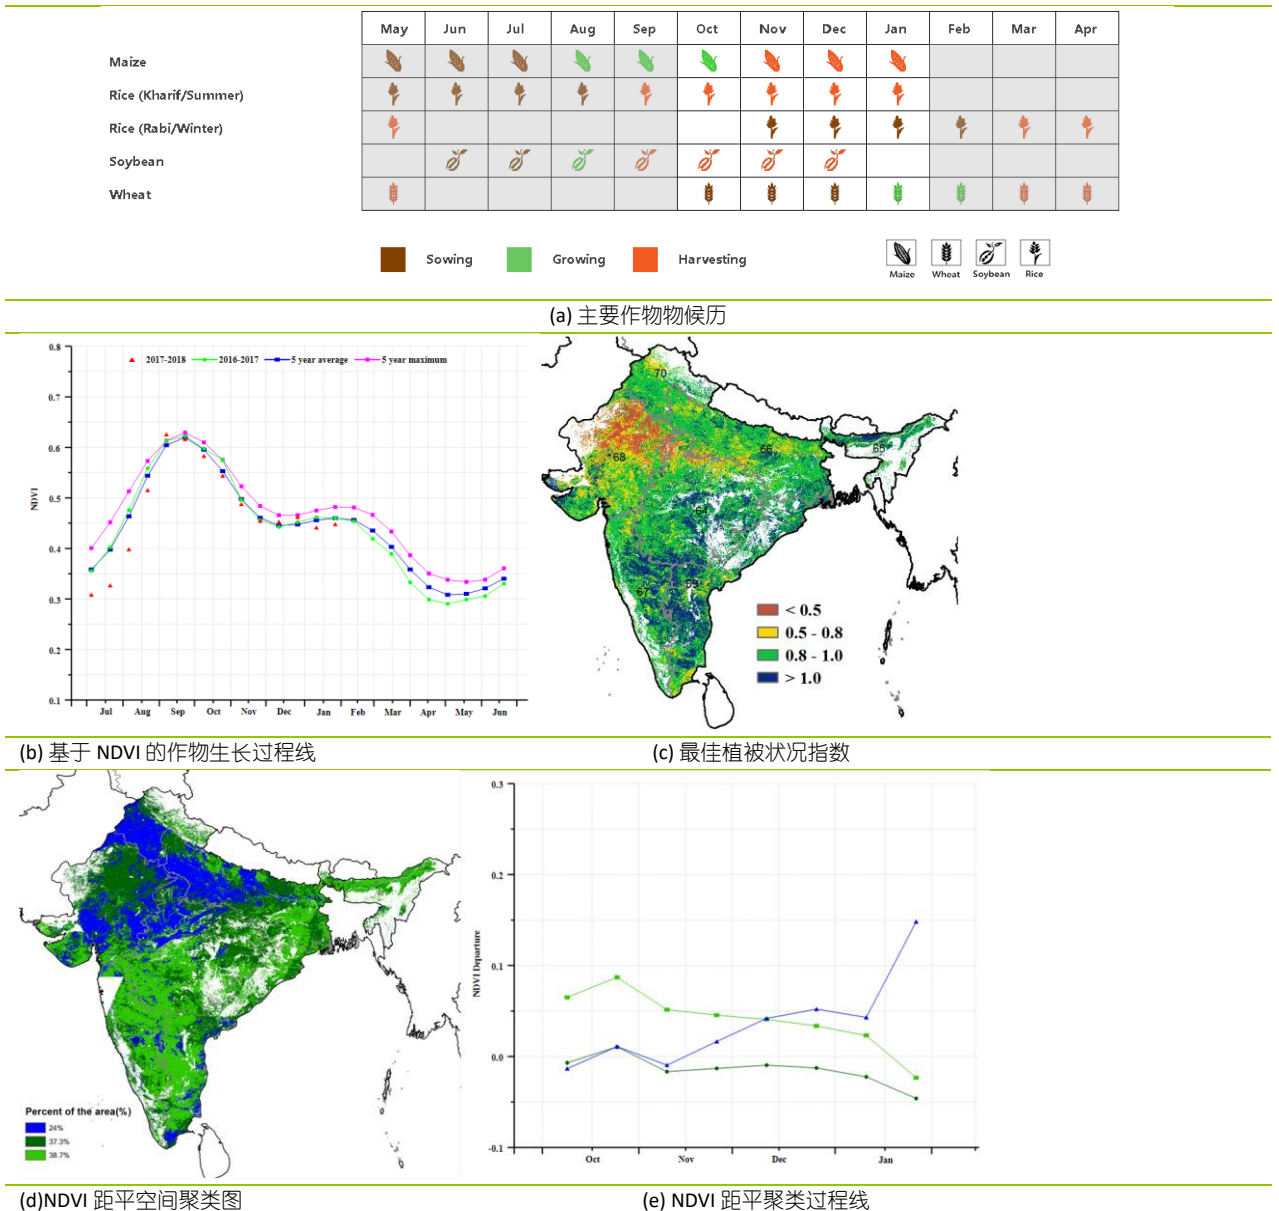 May Jun Jul Aug Sep Oct Nov Dec Jan Feb Mar Apr
Maize
Rice (Kharif/Summer)
Rice (Rabi/Winter)
Soybean
Wheat
Sowing Growing Harvesting
Maize Wheat Soybean Rice
(a) 主要作物物候历
2017-2018 2016-2017 5 year average 5 year maximum
NDVI
0.8
0.7
0.6
0.5
0.4
0.3
0.2
0.1
Jul Aug Sep Oct Nov Dec Jan Feb Mar Apr May Jun
70
68
66
65
64
67
69
< 0.5
0.5 - 0.8
0.8 - 1.0
> 1.0
(b) 基于 NDVI 的作物生长过程线
(c) 最佳植被状况指数
Percent of the area(%)
24%
37.3%
38.7%
NDVI Departure
0.3
0.2
0.1
0.0
-0.1
Oct Nov Dec Jan
(d)NDVI 距平空间聚类图
(e) NDVI 距平聚类过程线